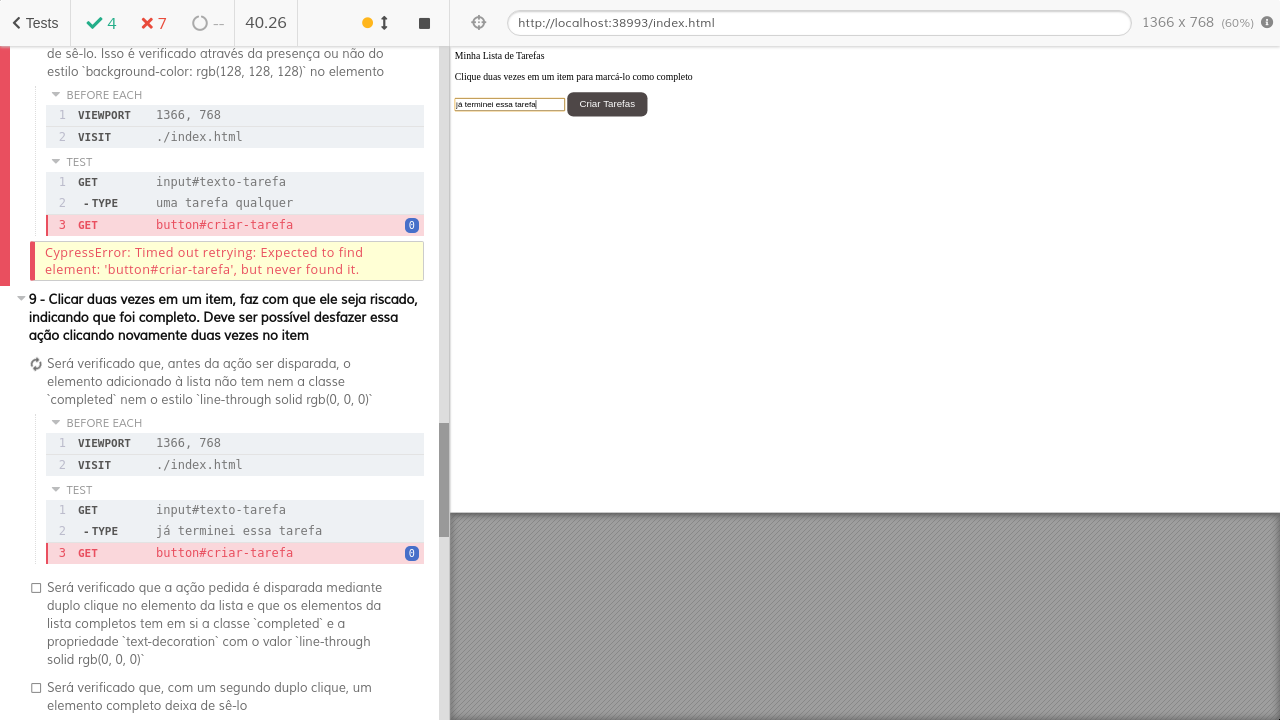 Tests
4
7
--
40.26
http://localhost:38993/index.html
1366 x 768 (60%)
de sê-lo. Isso é verificado através da presença ou não do
estilo `background-color: rgb(128, 128, 128)` no elemento
BEFORE EACH
1 VIEWPORT 1366, 768
2 VISIT ./index.html
TEST
1 GET input#texto-tarefa
2 -TYPE uma tarefa qualquer
3 GET button#criar-tarefa 0
CypressError: Timed out retrying: Expected to find
element: 'button#criar-tarefa', but never found it.
9 - Clicar duas vezes em um item, faz com que ele seja riscado,
indicando que foi completo. Deve ser possível desfazer essa
ação clicando novamente duas vezes no item
Será verificado que, antes da ação ser disparada, o
elemento adicionado à lista não tem nem a classe
`completed` nem o estilo `line-through solid rgb(0, 0, 0)`
BEFORE EACH
1 VIEWPORT 1366, 768
2 VISIT ./index.html
TEST
1 GET input#texto-tarefa
2 -TYPE já terminei essa tarefa
3 GET button#criar-tarefa 0
Será verificado que a ação pedida é disparada mediante
duplo clique no elemento da lista e que os elementos da
lista completos tem em si a classe `completed` e a
propriedade `text-decoration` com o valor `line-through
solid rgb(0, 0, 0)`
Será verificado que, com um segundo duplo clique, um
elemento completo deixa de sê-lo
Minha Lista de Tarefas
Clique duas vezes em um item para marcá-lo como completo
já terminei essa tarefa
Criar Tarefas